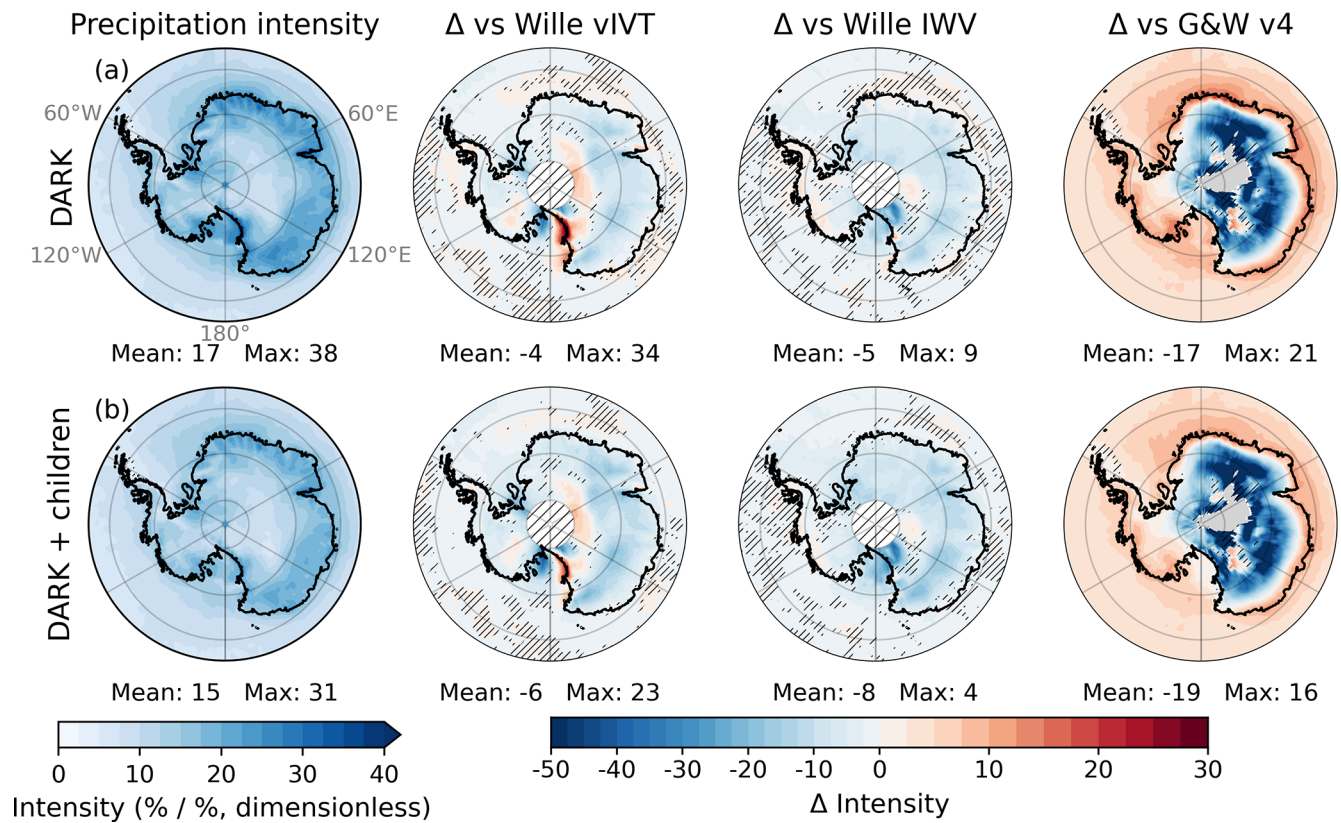 Precipitation intensity
Δ vs Wille vIVT
Δ vs Wille IWV
Δ vs G&W v4
(a)
60°W
60°E
DARK
120°W
120°E
180°
Mean: 17 Max: 38
Mean: -4 Max: 34
Mean: -5 Max: 9
Mean: -17 Max: 21
(b)
DARK + children
Mean: 15 Max: 31
Mean: -6 Max: 23
Mean: -8 Max: 4
Mean: -19 Max: 16
0 10 20 30 40
Intensity (% / %, dimensionless)
-50 -40 -30 -20 -10 0 10 20 30
Δ Intensity